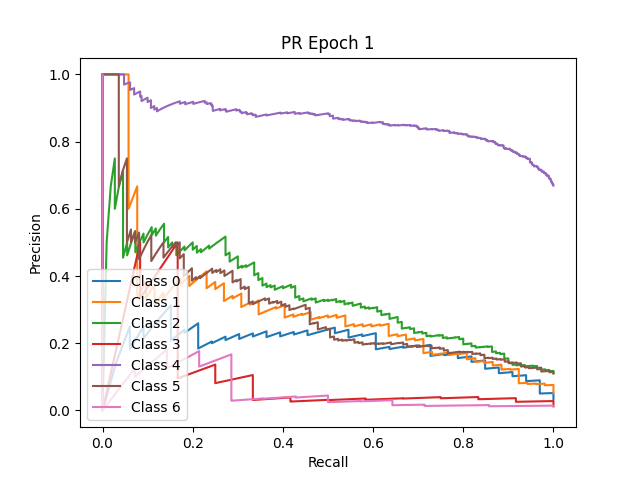 PR Epoch 1
Precision
1.0
0.8
0.6
0.4
0.2
0.0
Class 0
Class 1
Class 2
Class 3
Class 4
Class 5
Class 6
0.0 0.2 0.4 0.6 0.8 1.0
Recall